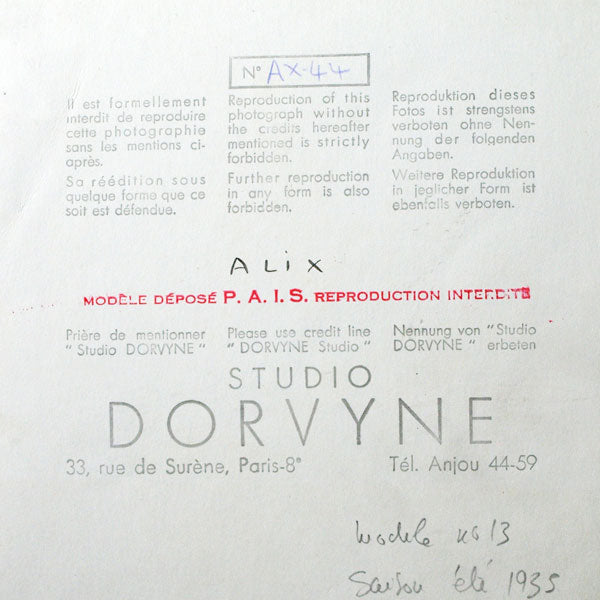 N° AX-44
Il est formellement
interdit de reproduire
cette photographie
sans les mentions ci-
après.
Sa réédition sous
quelque forme que ce
soit est défendue.
Reproduction of this
photograph without
the credits hereafter
mentioned is strictly
forbidden.
Further reproduction
in any form is also
forbidden.
Reproduktion dieses
Fotos ist strengstens
verboten ohne Nen-
nung der folgenden
Angaben.
Weitere Reproduktion
in jeglicher Form ist
ebenfalls verboten.
ALiX
MODÈLE DÉPOSÉ P. A. I. S. REPRODUCTION INTERDITE
Prière de mentionner
"Studio DORVYNE"
Please use credit line
"DORVYNE Studio"
Nennung von "Studio
DORVYNE" erbeten
STUDIO
DORVYNE
33, rue de Surène, Paris-8e
Tél. Anjou 44-59
modele no 13
Saison été 1935